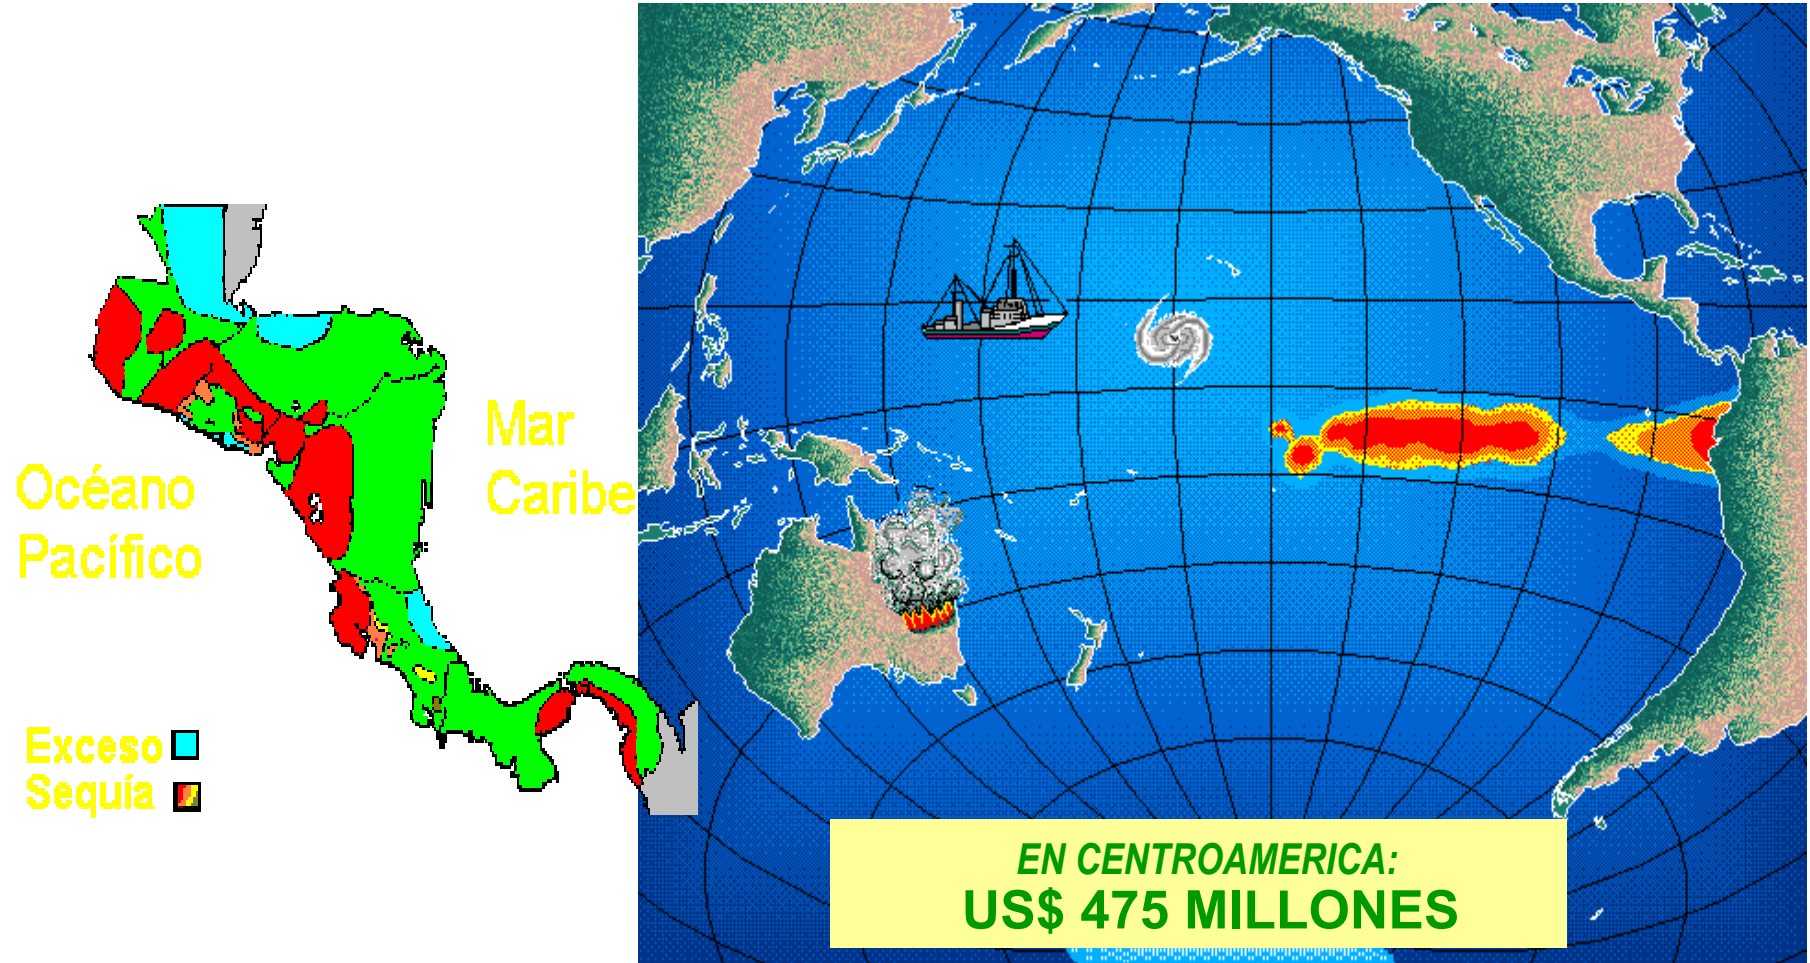 Mar
Caribe
Océano
Pacífico
Exceso
Sequía
EN CENTROAMERICA:
US$ 475 MILLONES